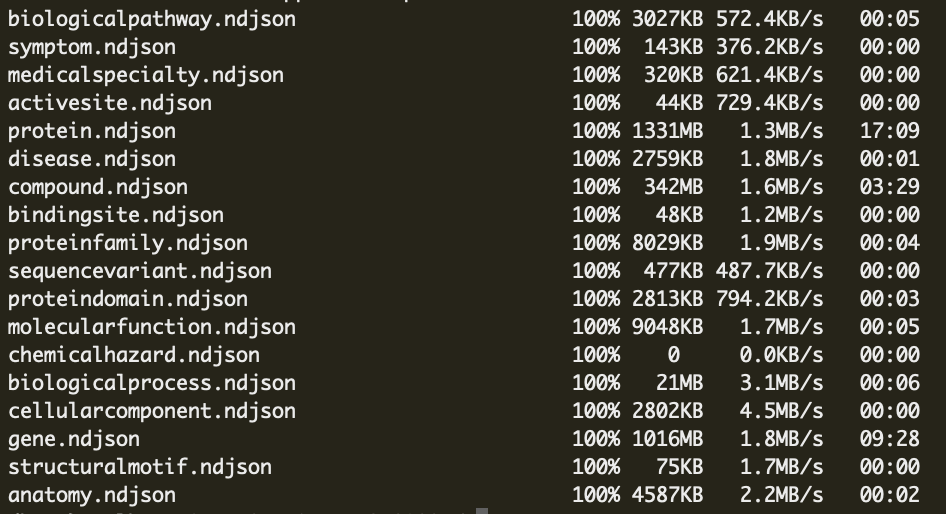 biologicalpathway.ndjson 100% 3027KB 572.4KB/s 00:05
symptom.ndjson 100% 143KB 376.2KB/s 00:00
medicalspecialty.ndjson 100% 320KB 621.4KB/s 00:00
activesite.ndjson 100% 44KB 729.4KB/s 00:00
protein.ndjson 100% 1331MB 1.3MB/s 17:09
disease.ndjson 100% 2759KB 1.8MB/s 00:01
compound.ndjson 100% 342MB 1.6MB/s 03:29
bindingsite.ndjson 100% 48KB 1.2MB/s 00:00
proteinfamily.ndjson 100% 8029KB 1.9MB/s 00:04
sequencevariant.ndjson 100% 477KB 487.7KB/s 00:00
proteindomain.ndjson 100% 2813KB 794.2KB/s 00:03
molecularfunction.ndjson 100% 9048KB 1.7MB/s 00:05
chemicalhazard.ndjson 100% 0 0.0KB/s 00:00
biologicalprocess.ndjson 100% 21MB 3.1MB/s 00:06
cellularcomponent.ndjson 100% 2802KB 4.5MB/s 00:00
gene.ndjson 100% 1016MB 1.8MB/s 09:28
structuralmotif.ndjson 100% 75KB 1.7MB/s 00:00
anatomy.ndjson 100% 4587KB 2.2MB/s 00:02